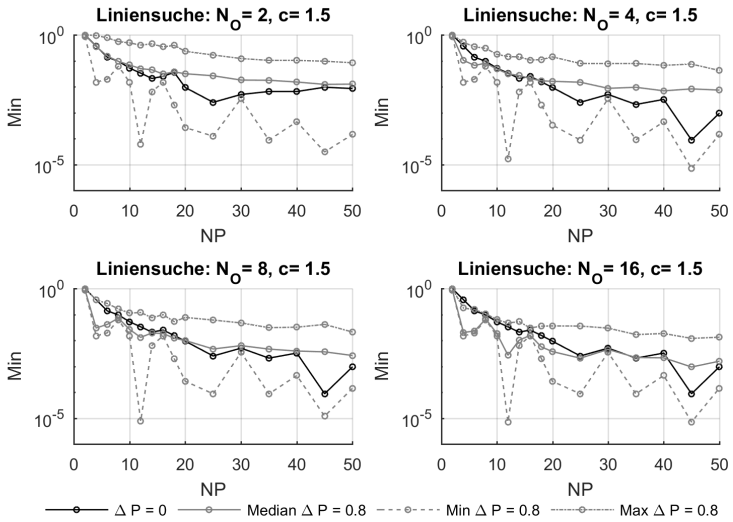 Liniensuche: N_O= 2, c= 1.5
10^0
10^-5
Min
0 10 20 30 40 50
NP
Liniensuche: N_O= 4, c= 1.5
10^0
10^-5
Min
0 10 20 30 40 50
NP
Liniensuche: N_O= 8, c= 1.5
10^0
10^-5
Min
0 10 20 30 40 50
NP
Liniensuche: N_O= 16, c= 1.5
10^0
10^-5
Min
0 10 20 30 40 50
NP
Δ P = 0 Median Δ P = 0.8 Min Δ P = 0.8 Max Δ P = 0.8